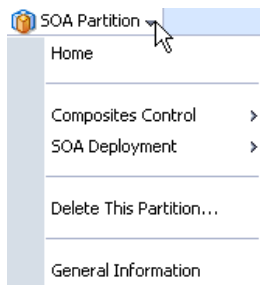 SOA Partition
Home
Composites Control
SOA Deployment
Delete This Partition...
General Information